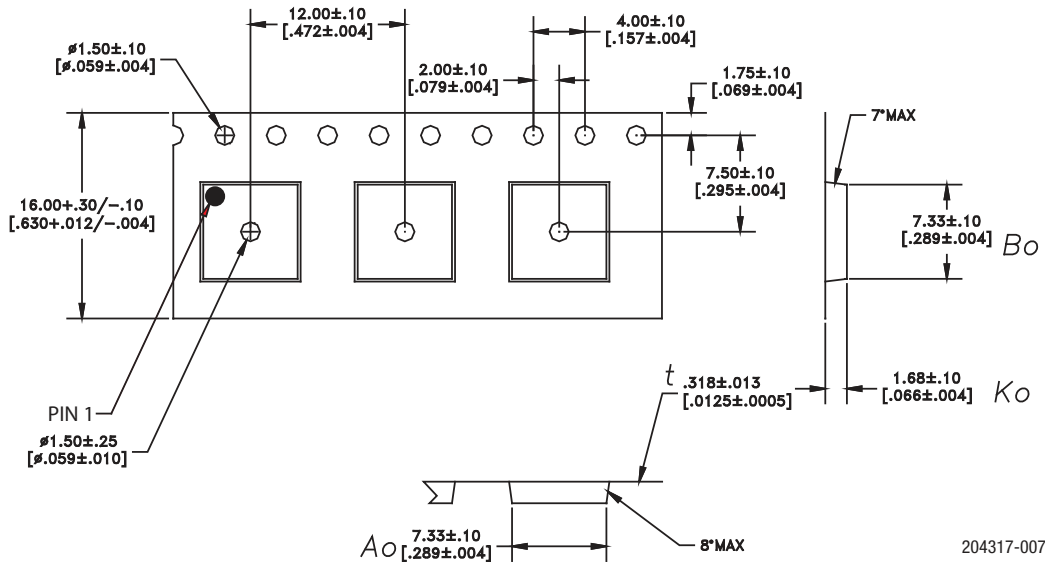 12.00±.10
[.472±.004]
4.00±.10
[.157±.004]
ø1.50±.10
[ø.059±.004]
2.00±.10
[.079±.004]
1.75±.10
[.069±.004]
7°MAX
7.50±.10
[.295±.004]
16.00+.30/-.10
[.630+.012/-.004]
7.33±.10
[.289±.004]
Bo
t
.318±.013
[.0125±.0005]
1.68±.10
[.066±.004]
Ko
PIN 1
ø1.50±.25
[ø.059±.010]
Ao
7.33±.10
[.289±.004]
8°MAX
204317-007